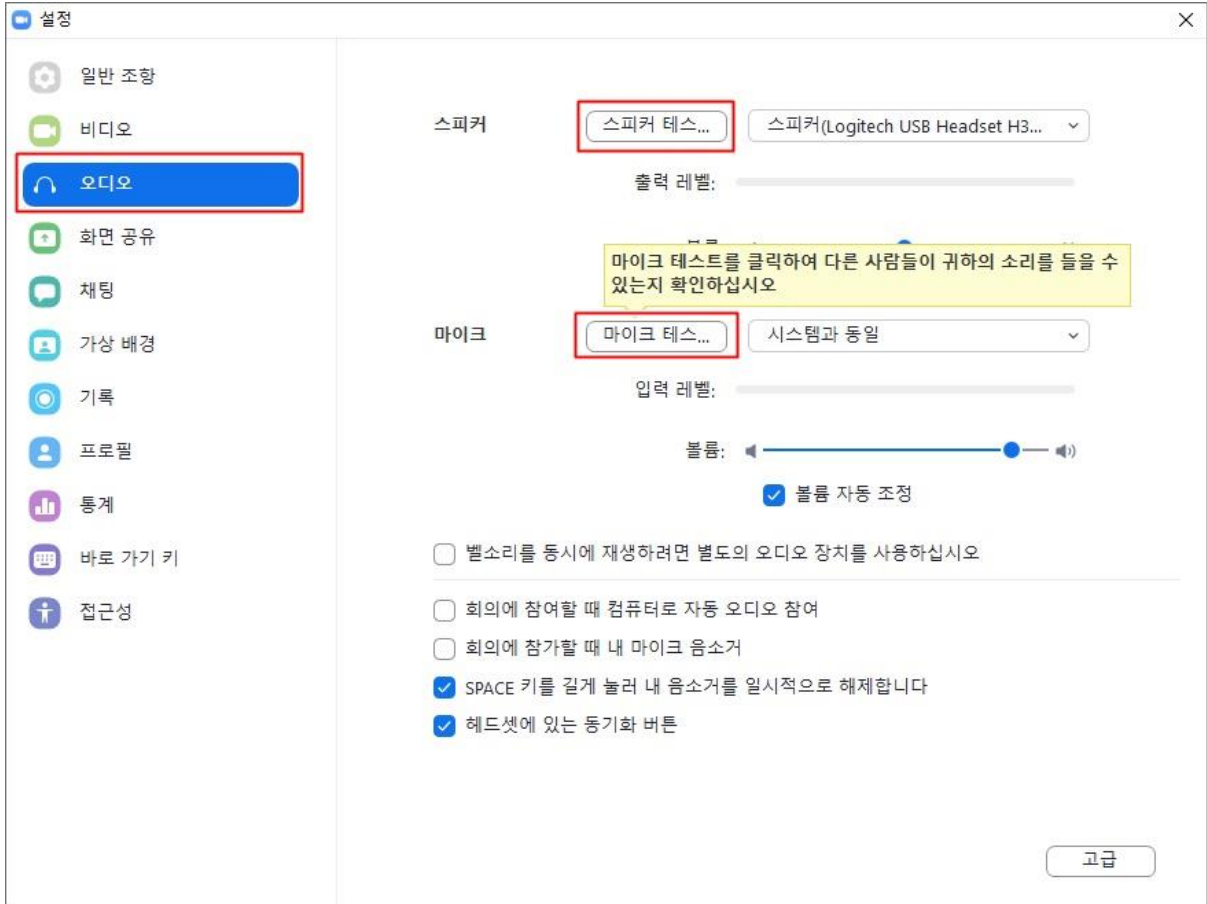 설정
일반 조항
비디오
오디오
화면 공유
채팅
가상 배경
기록
프로필
통계
바로 가기 키
접근성
스피커
스피커 테스...
스피커(Logitech USB Headset H3...
출력 레벨:
마이크 테스트를 클릭하여 다른 사람들이 귀하의 소리를 들을 수
있는지 확인하십시오
마이크
마이크 테스...
시스템과 동일
입력 레벨:
볼륨:
볼륨 자동 조정
벨소리를 동시에 재생하려면 별도의 오디오 장치를 사용하십시오
회의에 참여할 때 컴퓨터로 자동 오디오 참여
회의에 참가할 때 내 마이크 음소거
SPACE 키를 길게 눌러 내 음소거를 일시적으로 해제합니다
헤드셋에 있는 동기화 버튼
고급